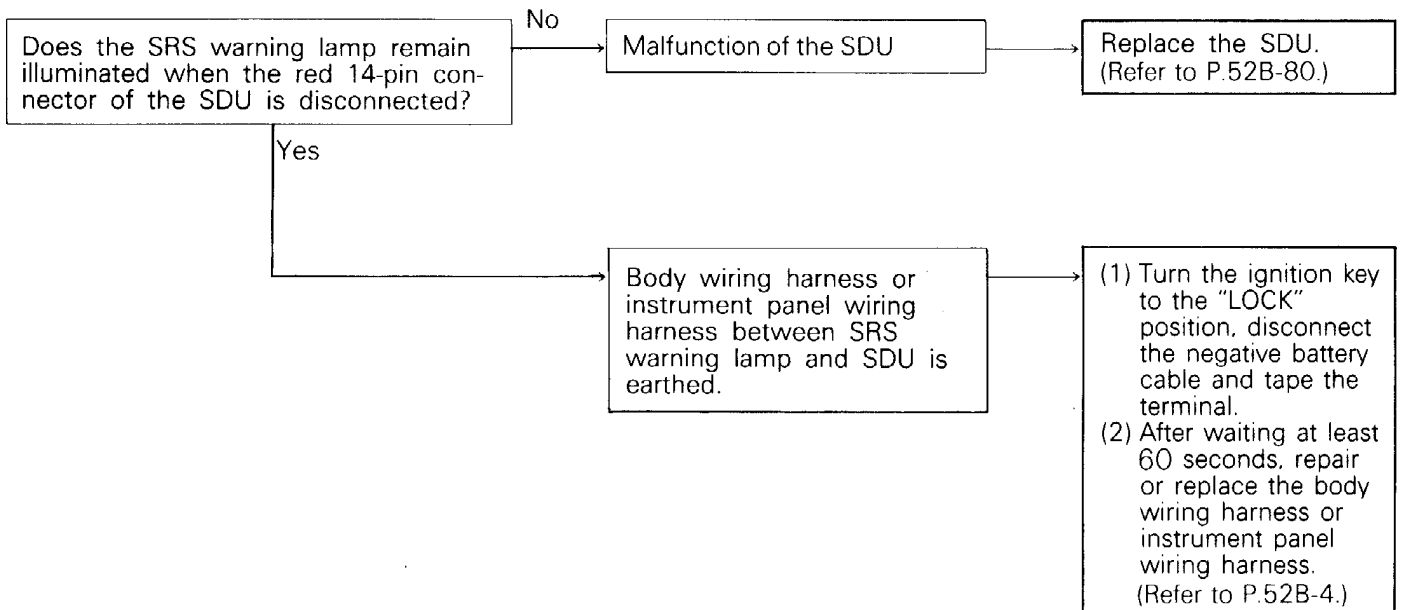 Does the SRS warning lamp remain
illuminated when the red 14-pin con-
nector of the SDU is disconnected?
No
Malfunction of the SDU
Replace the SDU.
(Refer to P.52B-80.)
Yes
Body wiring harness or
instrument panel wiring
harness between SRS
warning lamp and SDU is
earthed.
(1) Turn the ignition key
to the "LOCK"
position, disconnect
the negative battery
cable and tape the
terminal.
(2) After waiting at least
60 seconds, repair
or replace the body
wiring harness or
instrument panel
wiring harness.
(Refer to P.52B-4.)